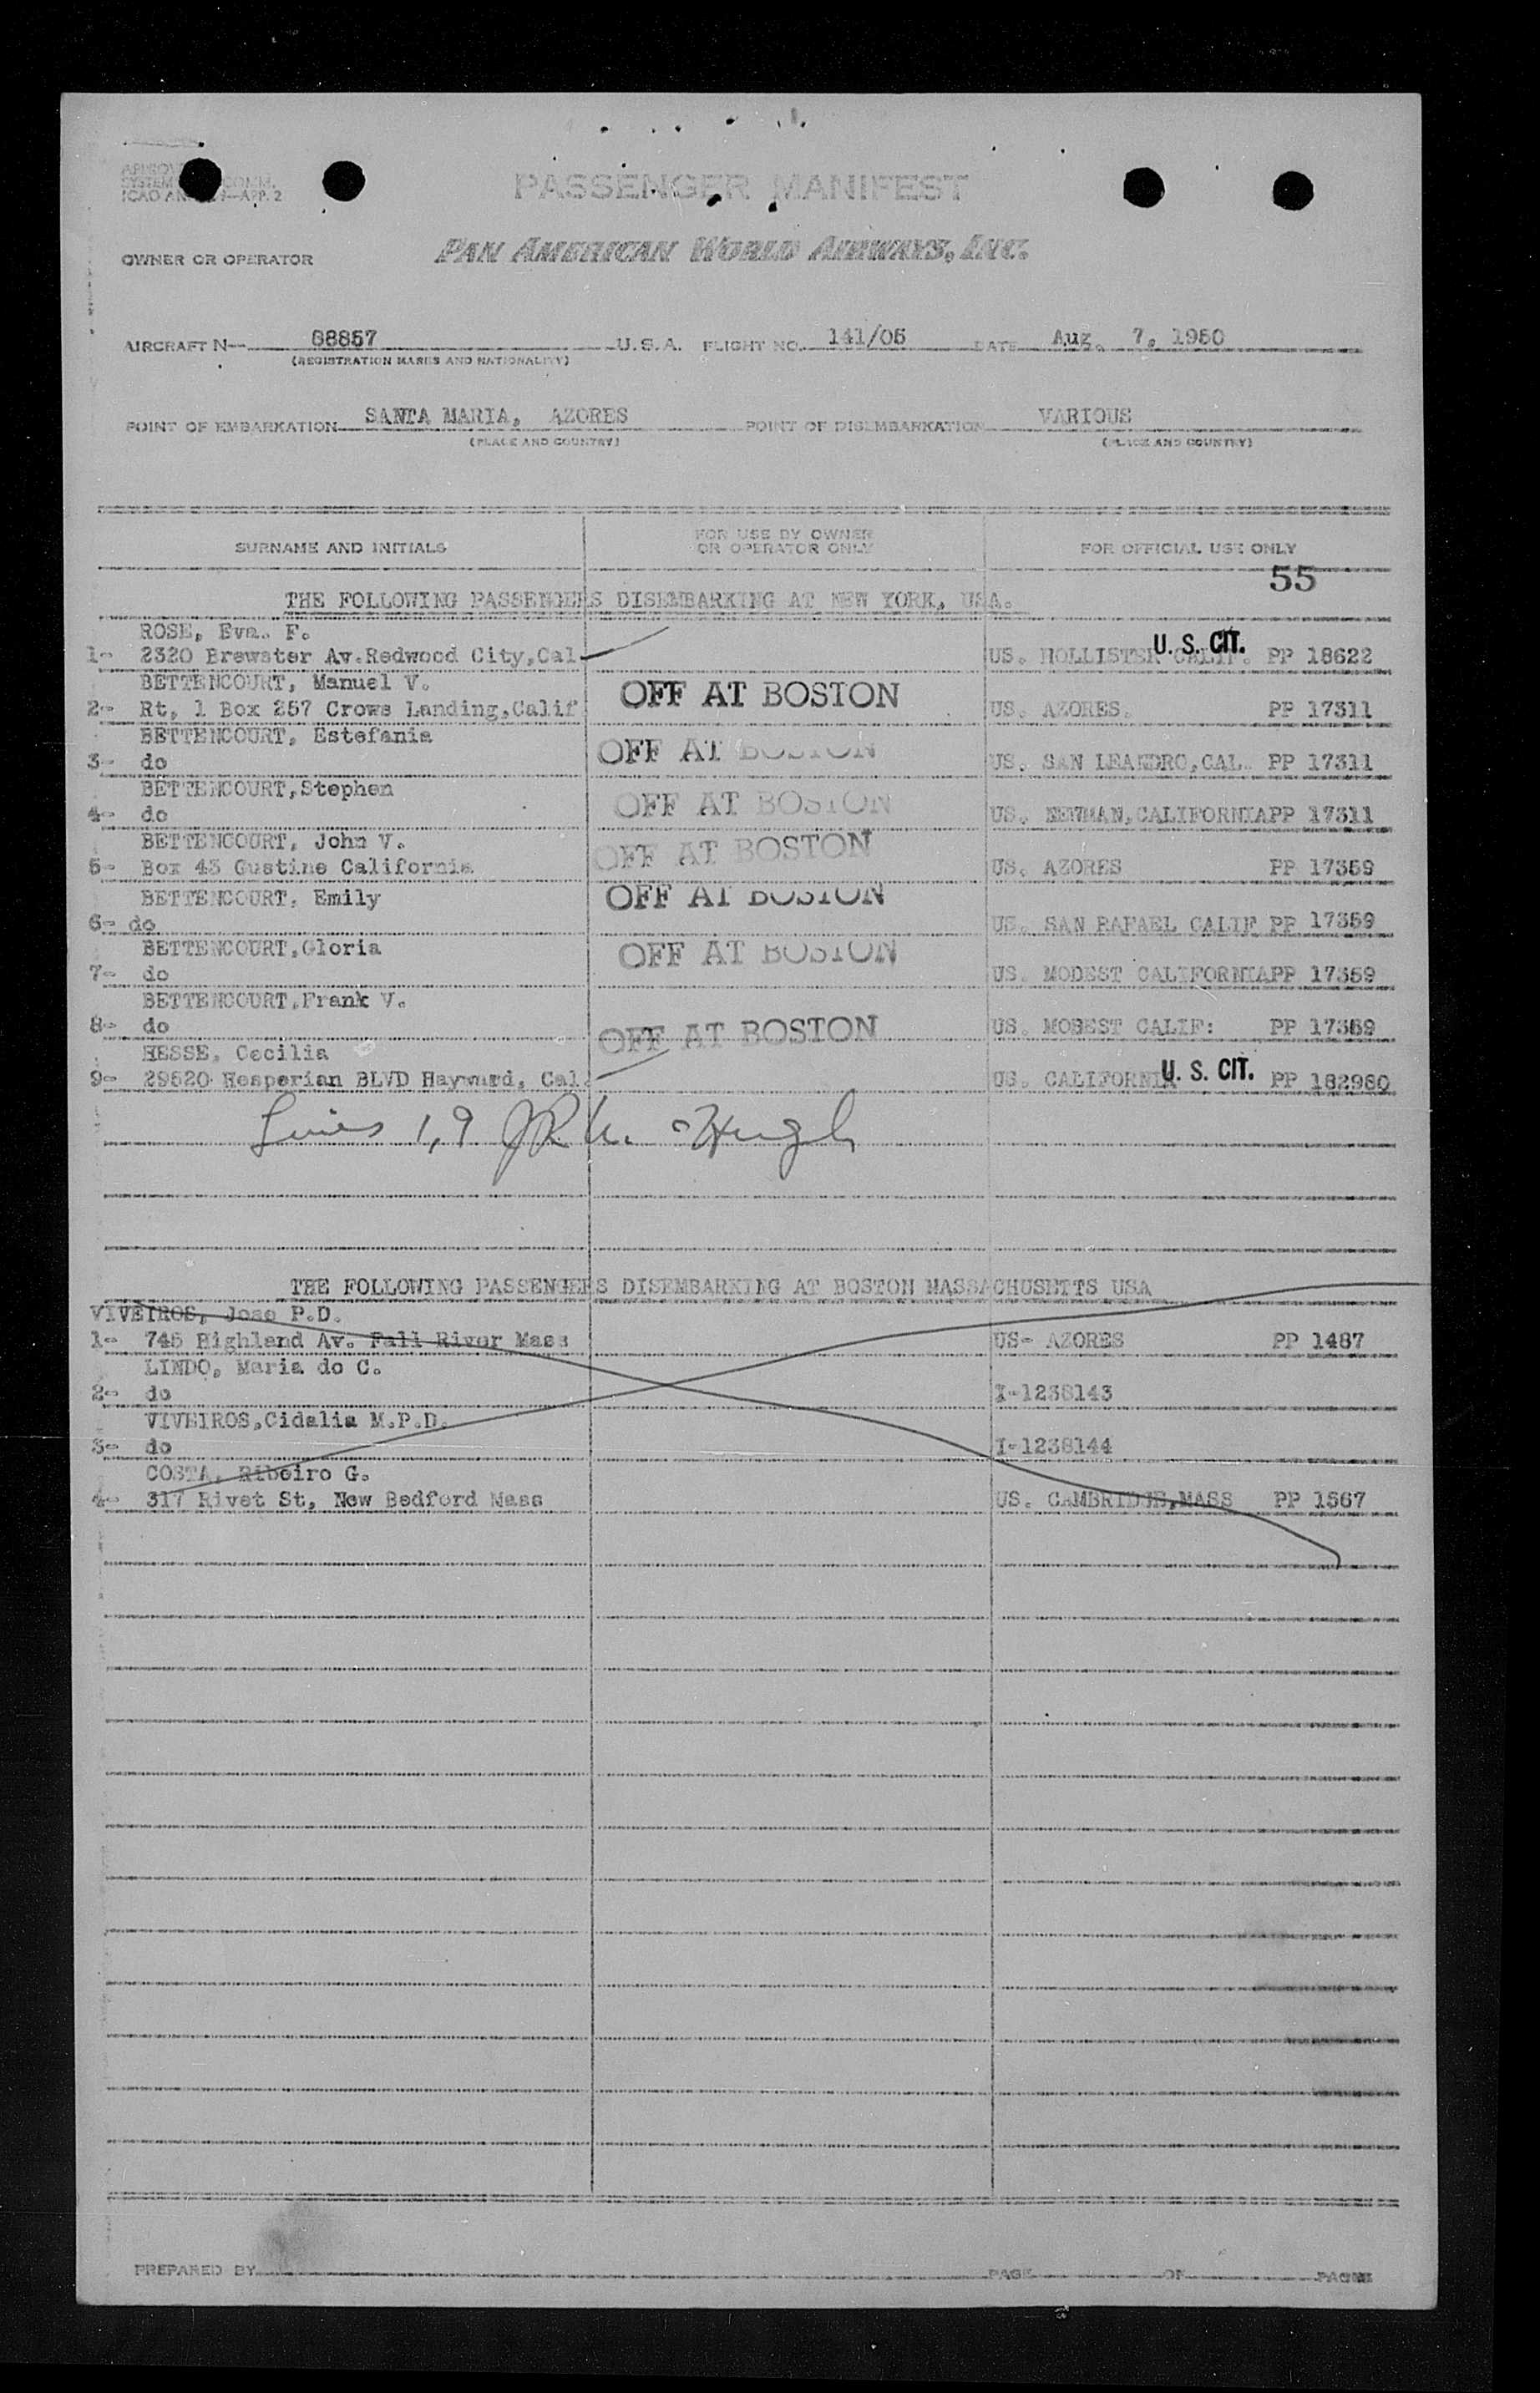 PASSENGER MANIFEST
ICAO AN
APP. 2
OWNER OR OPERATOR PAN AMERICAN WORLD AIRWAYS, INC.
AIRCRAFT N-- 88857 U.S.A. FLIGHT NO. 141/05 DATE Aug. 7, 1950
(REGISTRATION MARKS AND NATIONALITY)
POINT OF EMBARKATION SANTA MARIA, AZORES POINT OF DISEMBARKATION VARIOUS
(PLACE AND COUNTRY) (PLACE AND COUNTRY)
SURNAME AND INITIALS FOR USE BY OWNER OR OPERATOR ONLY FOR OFFICIAL USE ONLY
55
THE FOLLOWING PASSENGERS DISEMBARKING AT NEW YORK, USA.
ROSE, Eva. F.
1- 2320 Brewster Av.Redwood City,Cal US. HOLLISTER CALIF. U. S. CIT. PP 18622
BETTENCOURT, Manuel V. OFF AT BOSTON
2- Rt, 1 Box 257 Crows Landing,Calif US. AZORES. PP 17311
BETTENCOURT, Estefania OFF AT BOSTON
3- do US. SAN LEANDRO,CAL. PP 17311
BETTENCOURT,Stephen OFF AT BOSTON
4- do US. NEWMAN,CALIFORNIAPP 17311
BETTENCOURT, John V. OFF AT BOSTON
5- Box 43 Gustine California US. AZORES PP 17359
BETTENCOURT, Emily OFF AT BOSTON
6- do US. SAN RAFAEL CALIF PP 17359
BETTENCOURT,Gloria OFF AT BOSTON
7- do US. MODEST CALIFORNIAPP 17359
BETTENCOURT,Frank V.
8- do OFF AT BOSTON US. MODEST CALIF: PP 17359
HESSE, Cecilia
9- 29520 Hesperian BLVD Hayward, Cal. US. CALIFORNIA U. S. CIT. PP 182980
Lines 1,9
THE FOLLOWING PASSENGERS DISEMBARKING AT BOSTON MASSACHUSETTS USA
VIVEIROS, Jose P.D.
1- 745 Highland Av. Fall River Mass US- AZORES PP 1487
LINDO, Maria do C.
2- do I-1238143
VIVEIROS,Cidalia M.P.D.
3- do I-1238144
COSTA, Ribeiro G.
4- 317 Rivet St, New Bedford Mass US. CAMBRIDGE,MASS PP 1567
PREPARED BY PAGE OF PAGES